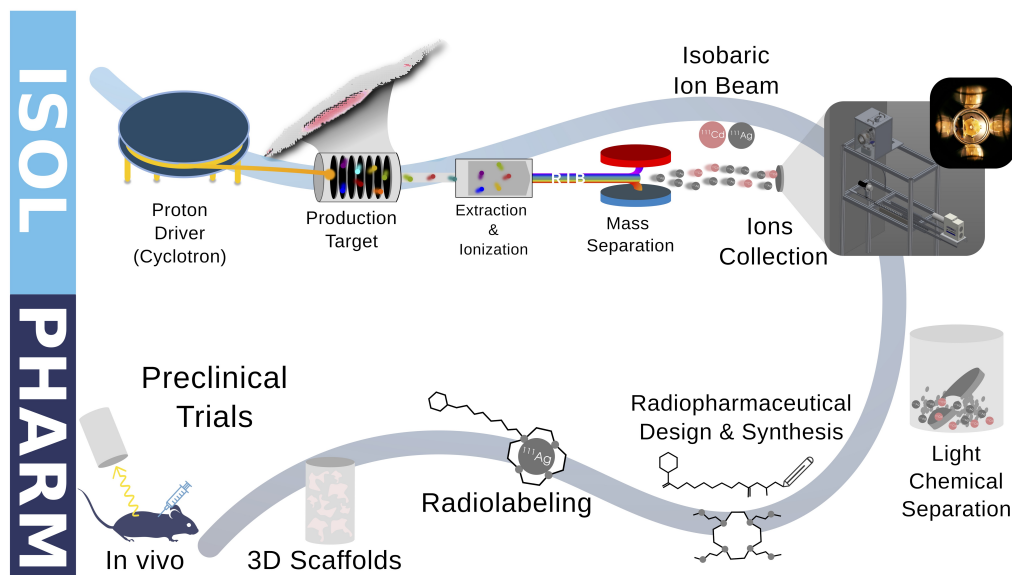 ISOL
PHARM
Proton
Driver
(Cyclotron)
Production
Target
Extraction
&
Ionization
RIB
Mass
Separation
Isobaric
Ion Beam
111Cd
111Ag
Ions
Collection
Light
Chemical
Separation
Radiopharmaceutical
Design & Synthesis
111Ag
Radiolabeling
Preclinical
Trials
3D Scaffolds
In vivo